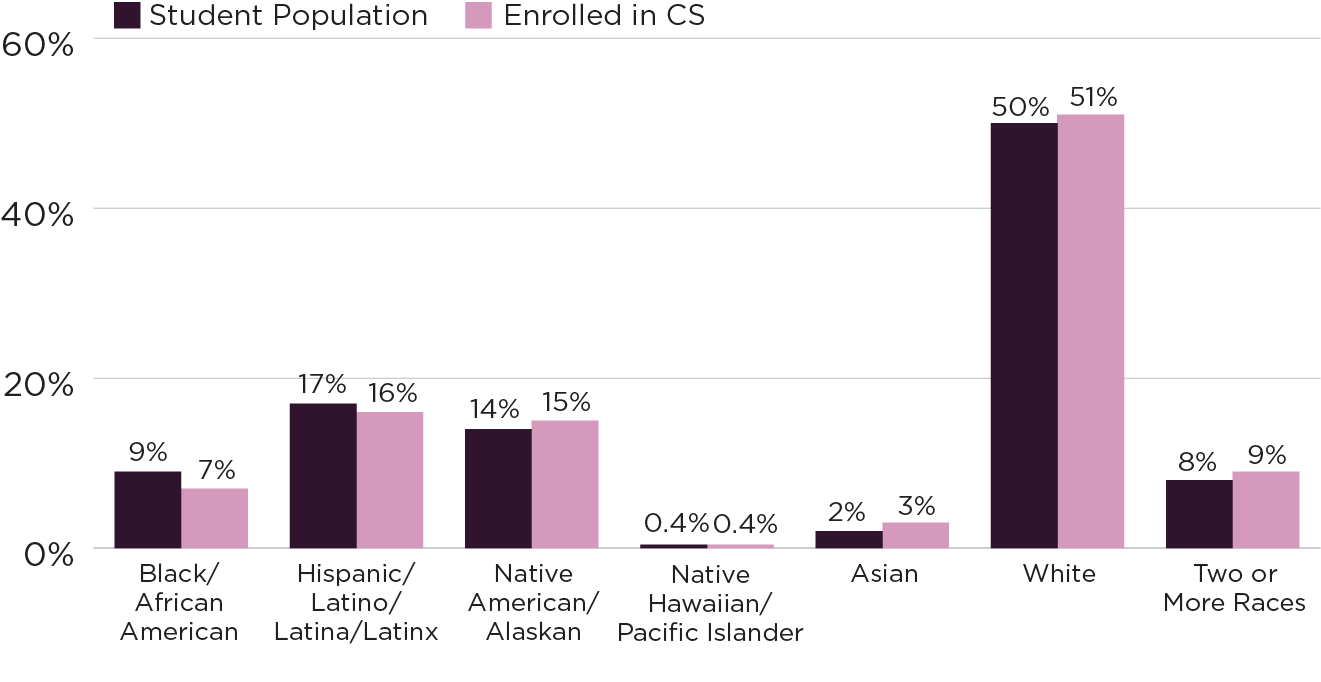 Student Population Enrolled in CS
60%
40%
20%
0%
9% 7%
17% 16%
14% 15%
0.4% 0.4%
2% 3%
50% 51%
8% 9%
Black/
African
American
Hispanic/
Latino/
Latina/Latinx
Native
American/
Alaskan
Native
Hawaiian/
Pacific Islander
Asian
White
Two or
More Races